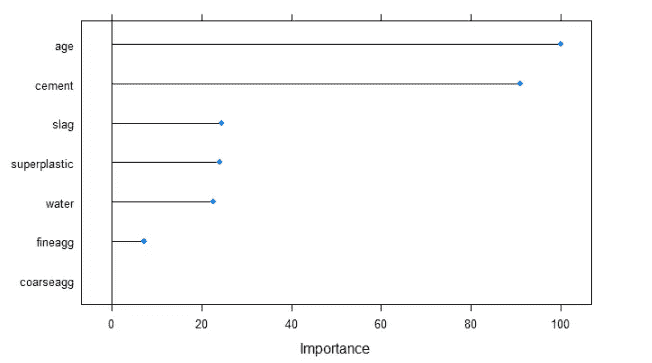 age
cement
slag
superplastic
water
fineagg
coarseagg
0 20 40 60 80 100
Importance